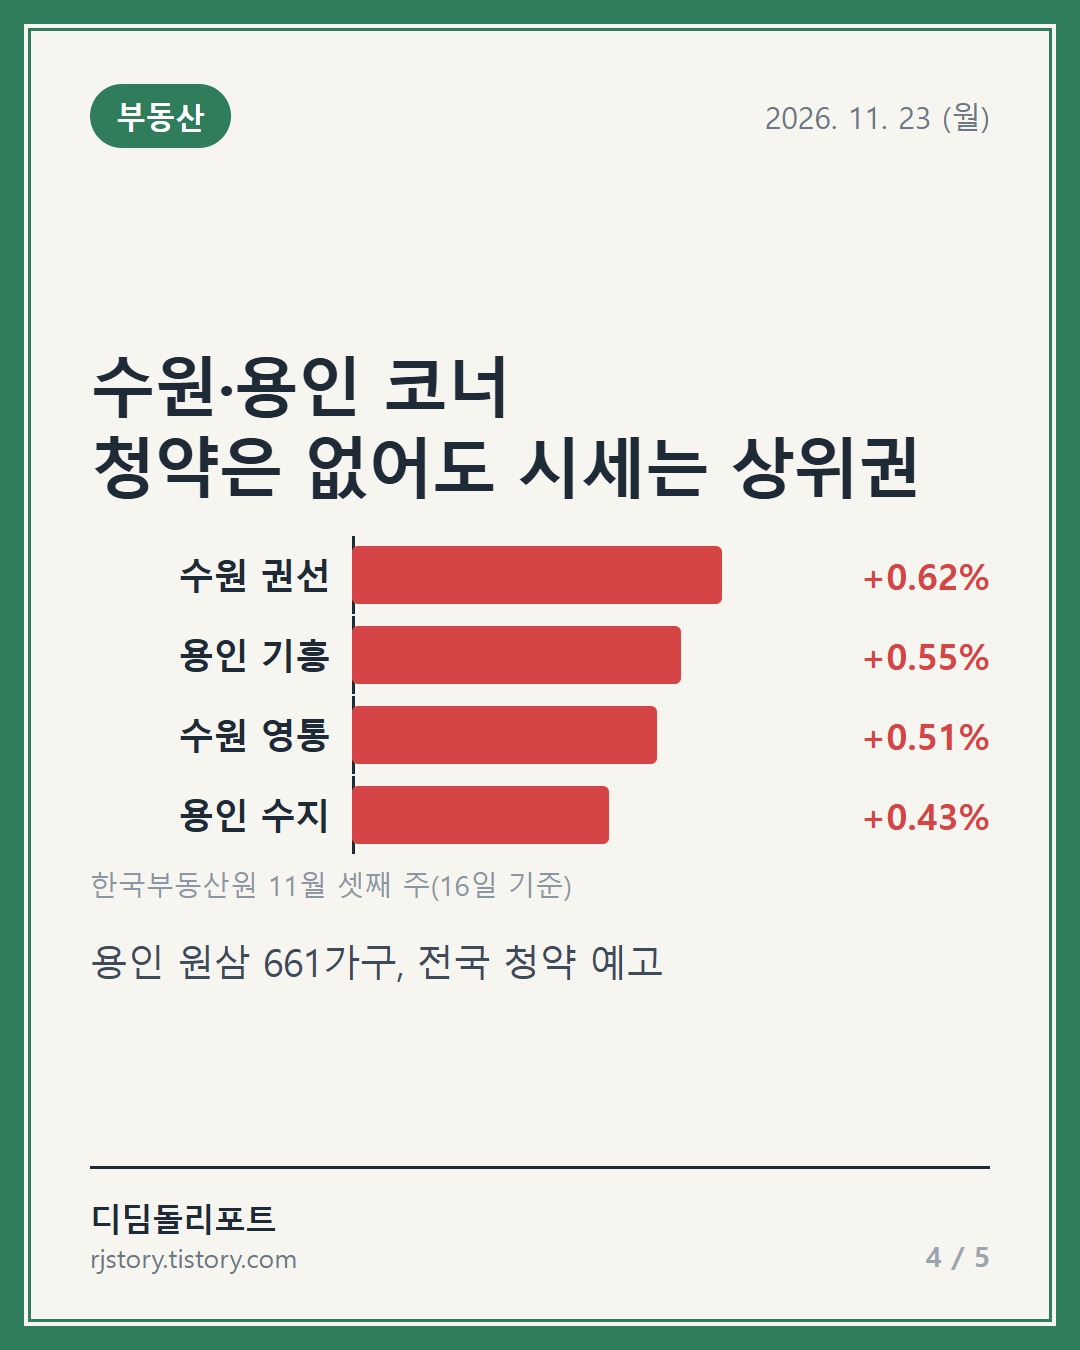 부동산
2026. 11. 23 (월)
수원·용인 코너
청약은 없어도 시세는 상위권
수원 권선 +0.62%
용인 기흥 +0.55%
수원 영통 +0.51%
용인 수지 +0.43%
한국부동산원 11월 셋째 주(16일 기준)
용인 원삼 661가구, 전국 청약 예고
디딤돌리포트
rjstory.tistory.com
4 / 5